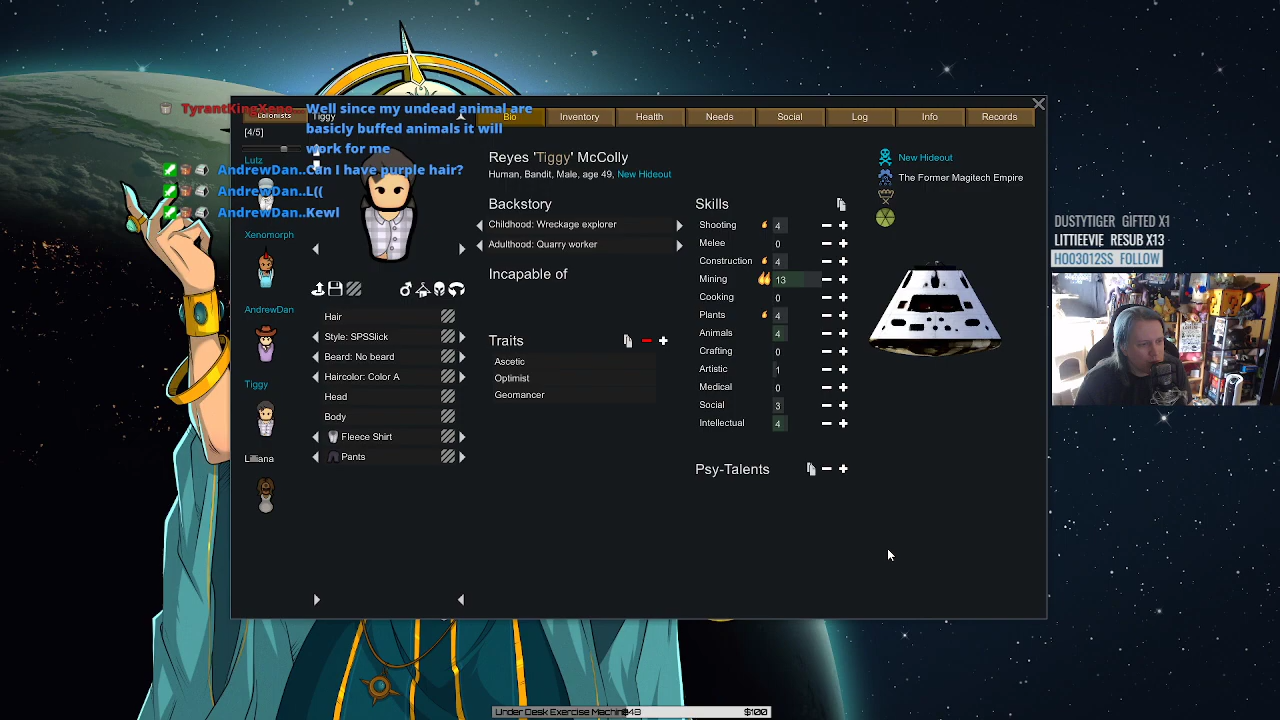 TyrantKingXeno... Well since my undead animal are
basicly buffed animals it will
work for me
AndrewDan.. Can I have purple hair?
AndrewDan.. L((
AndrewDan.. Kewl
Colonists
[4/5]
Lutz
Xenomorph
AndrewDan
Tiggy
Lilliana
Tiggy
Bio
Inventory
Health
Needs
Social
Log
Info
Records
Reyes 'Tiggy' McColly
Human, Bandit, Male, age 49, New Hideout
Backstory
Childhood: Wreckage explorer
Adulthood: Quarry worker
Incapable of
Traits
Ascetic
Optimist
Geomancer
Hair
Style: SPSSlick
Beard: No beard
Haircolor: Color A
Head
Body
Fleece Shirt
Pants
Skills
Shooting 4
Melee 0
Construction 4
Mining 13
Cooking 0
Plants 4
Animals 4
Crafting 0
Artistic 1
Medical 0
Social 3
Intellectual 4
Psy-Talents
New Hideout
The Former Magitech Empire
DUSTYTIGER GIFTED X1
LITTIEEVIE RESUB X13
HOO3012SS FOLLOW
Under Desk Exercise Machine
$100